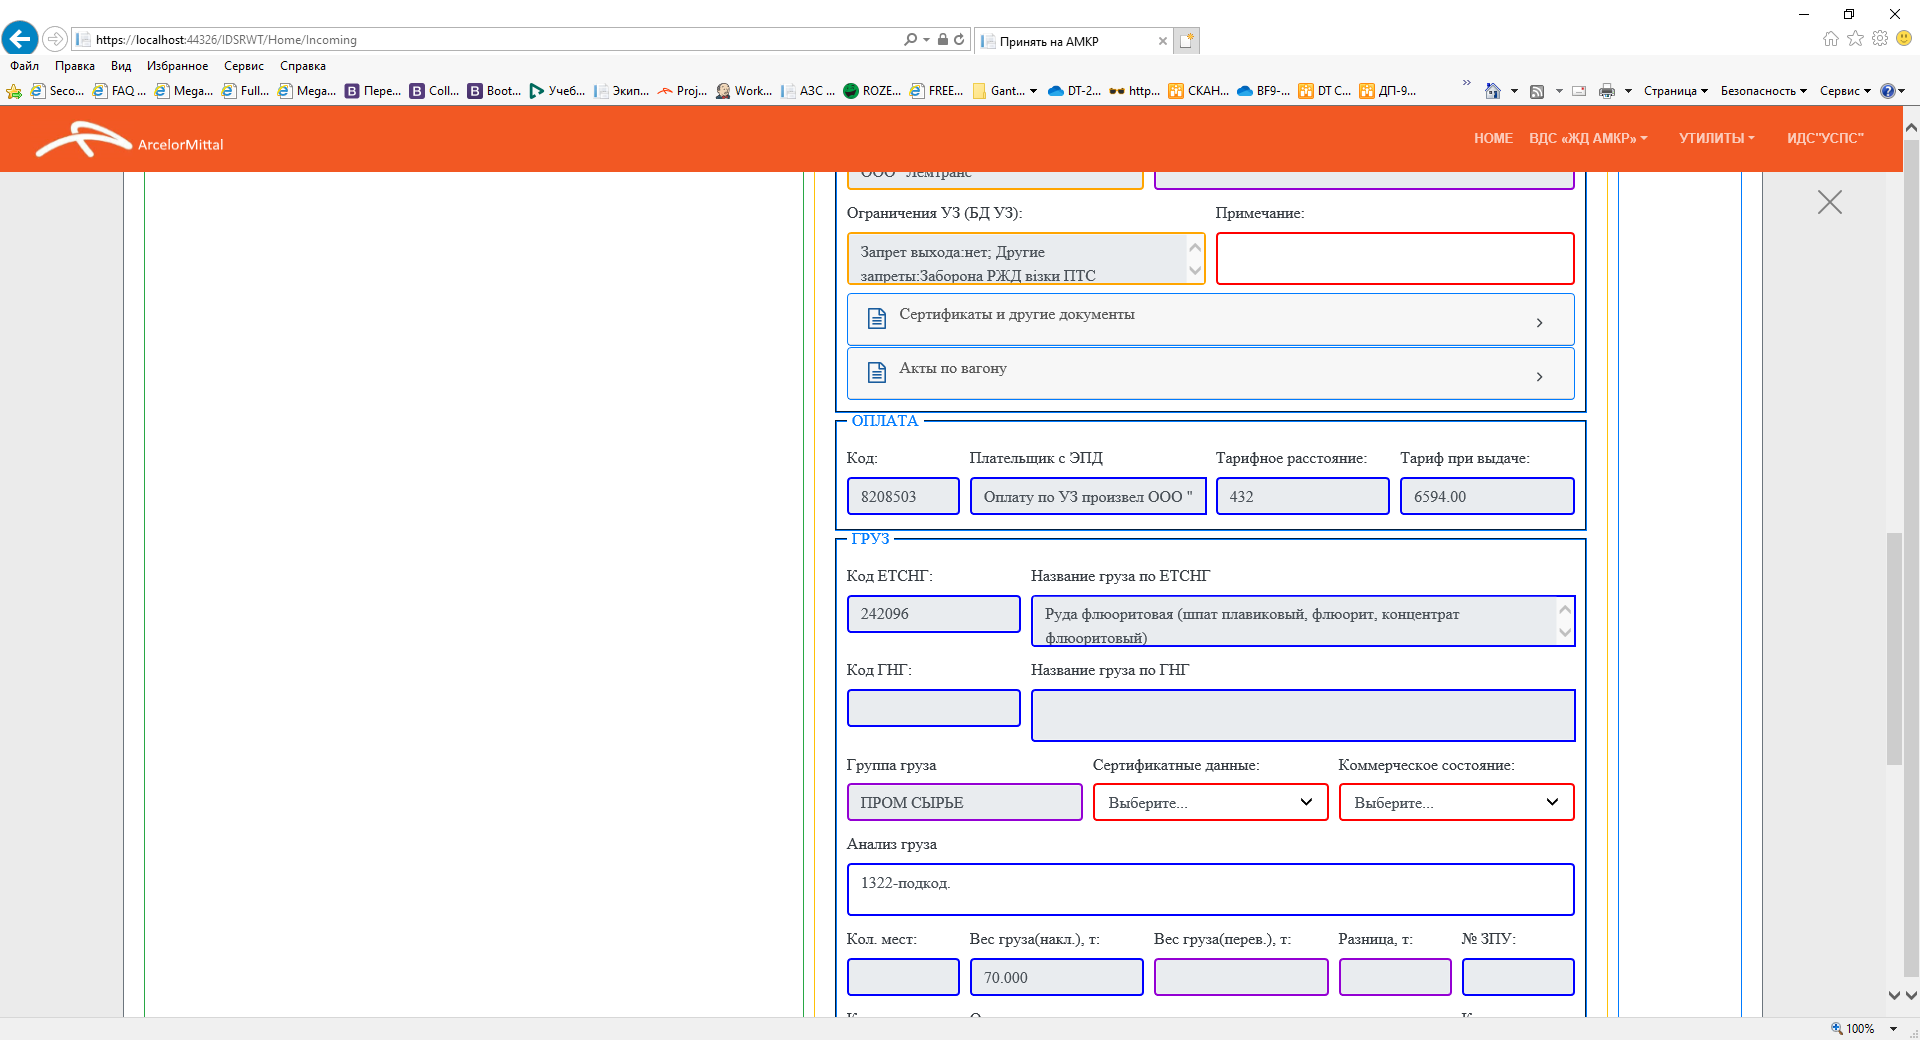 https://localhost:44326/IDSRWT/Home/Incoming
Принять на АМКР
Файл Правка Вид Избранное Сервис Справка
Seco... FAQ ... Mega... Full... Mega... Пере... Coll... Boot... Учеб... Экип... Proj... Work... АЗС ... ROZE... FREE... Gant... DT-2... http... СКАН... BF9-... DT C... ДП-9... » Страница Безопасность Сервис
ArcelorMittal
HOME ВДС «ЖД АМКР» УТИЛИТЫ ИДС"УСПС"
ООО "Лемтранс"
Ограничения УЗ (БД УЗ): Примечание:
Запрет выхода:нет; Другие
запреты:Заборона РЖД візки ПТС
Сертификаты и другие документы
Акты по вагону
ОПЛАТА
Код: Плательщик с ЭПД Тарифное расстояние: Тариф при выдаче:
8208503 Оплату по УЗ произвел ООО " 432 6594.00
ГРУЗ
Код ЕТСНГ: Название груза по ЕТСНГ
242096 Руда флюоритовая (шпат плавиковый, флюорит, концентрат
флюоритовый)
Код ГНГ: Название груза по ГНГ
Группа груза Сертификатные данные: Коммерческое состояние:
ПРОМ СЫРЬЕ Выберите... Выберите...
Анализ груза
1322-подкод.
Кол. мест: Вес груза(накл.), т: Вес груза(перев.), т: Разница, т: № ЗПУ:
70.000
100%